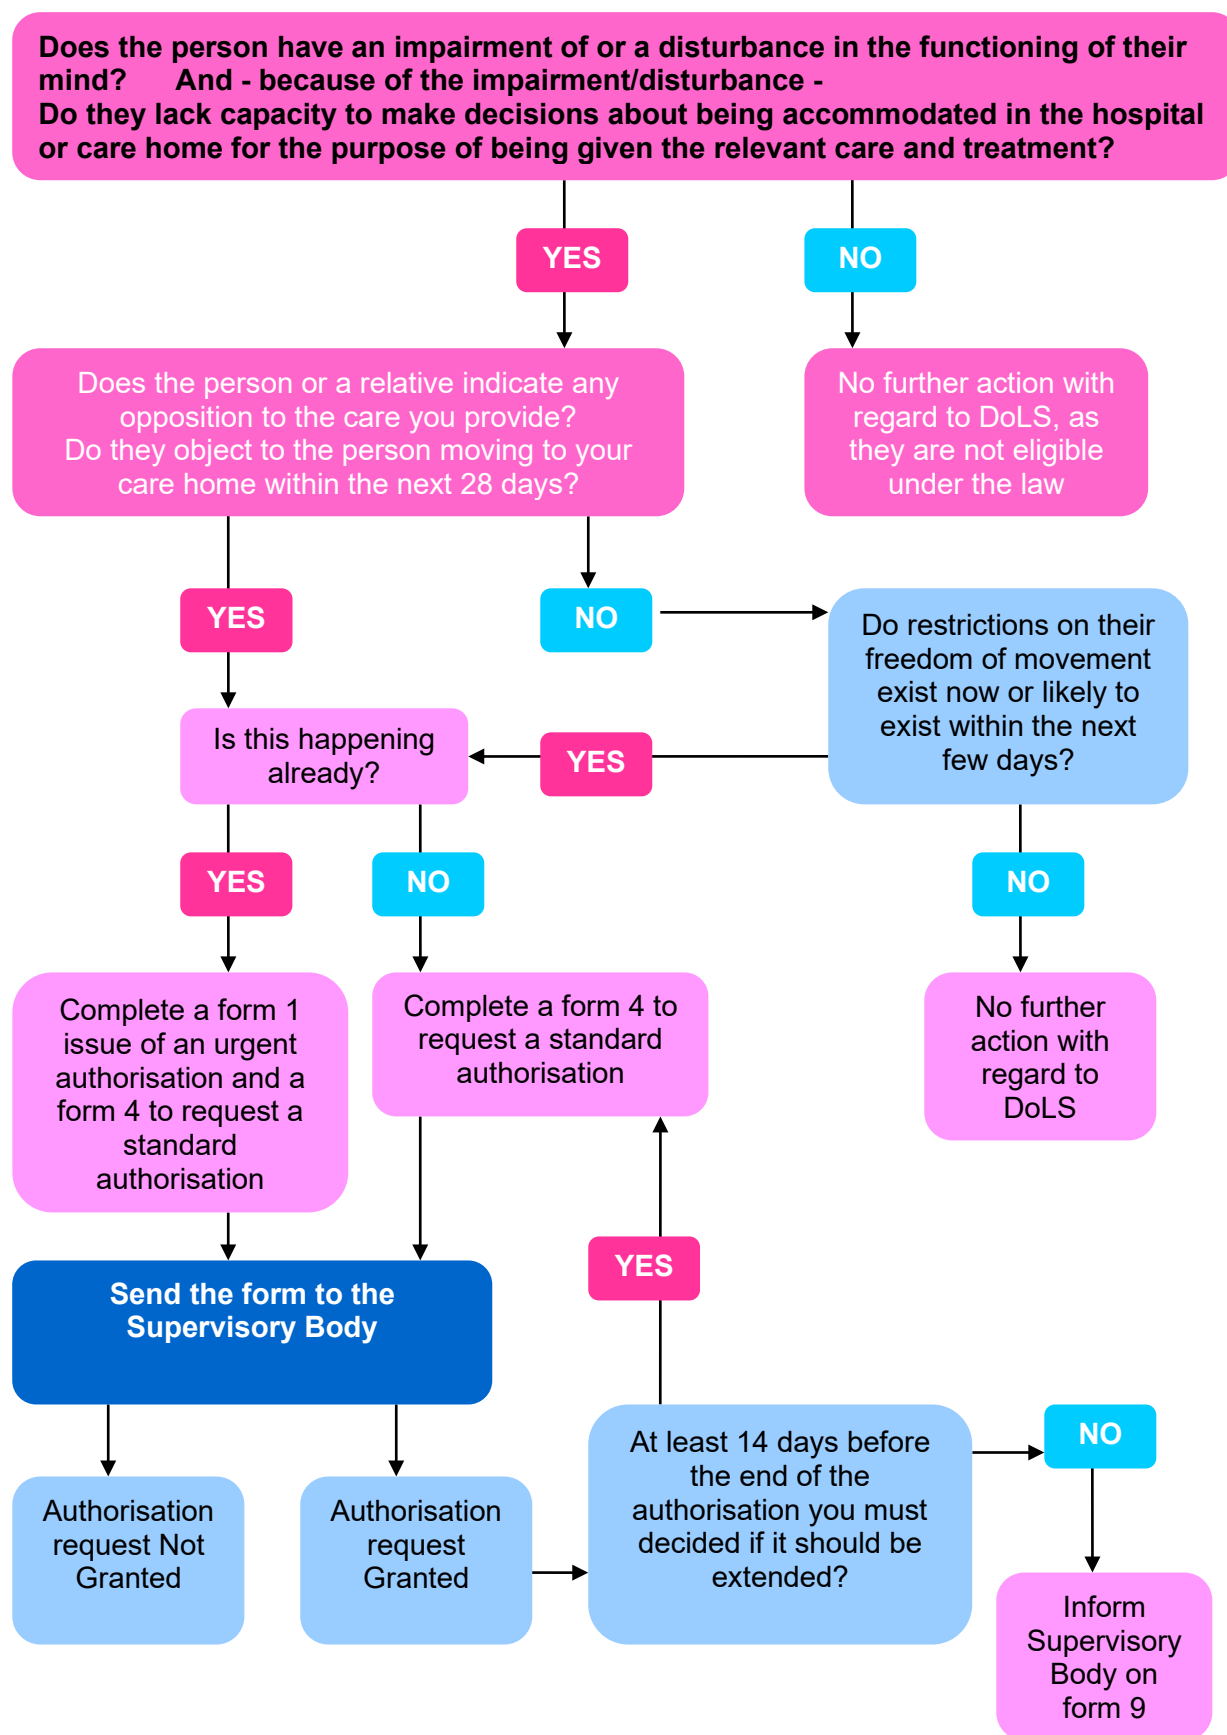 Does the person have an impairment of or a disturbance in the functioning of their
mind? And - because of the impairment/disturbance -
Do they lack capacity to make decisions about being accommodated in the hospital
or care home for the purpose of being given the relevant care and treatment?
YES
NO
Does the person or a relative indicate any
opposition to the care you provide?
Do they object to the person moving to your
care home within the next 28 days?
No further action with
regard to DoLS, as
they are not eligible
under the law
YES
NO
Do restrictions on their
freedom of movement
exist now or likely to
exist within the next
few days?
Is this happening
already?
YES
YES
NO
NO
Complete a form 1
issue of an urgent
authorisation and a
form 4 to request a
standard
authorisation
Complete a form 4 to
request a standard
authorisation
No further
action with
regard to
DoLS
YES
Send the form to the
Supervisory Body
Authorisation
request Not
Granted
Authorisation
request
Granted
At least 14 days before
the end of the
authorisation you must
decided if it should be
extended?
NO
Inform
Supervisory
Body on
form 9